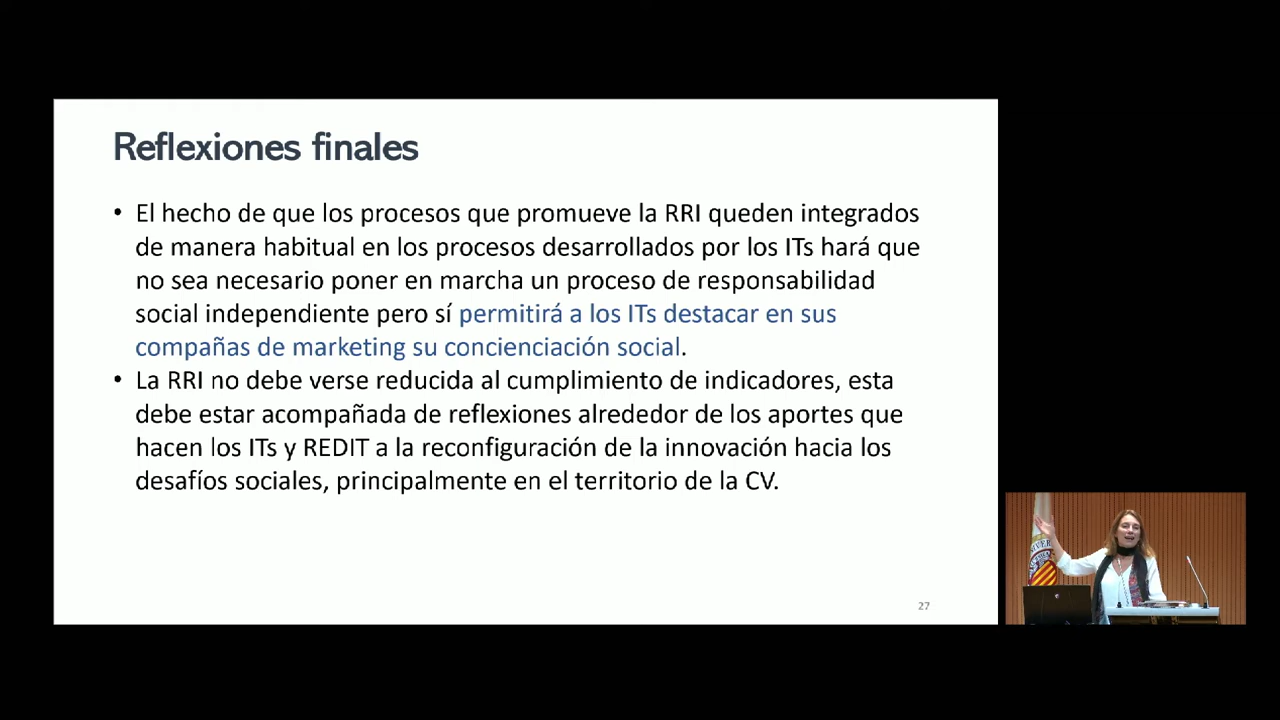 Reflexiones finales
• El hecho de que los procesos que promueve la RRI queden integrados
de manera habitual en los procesos desarrollados por los ITs hará que
no sea necesario poner en marcha un proceso de responsabilidad
social independiente pero sí permitirá a los ITs destacar en sus
compañas de marketing su concienciación social.
• La RRI no debe verse reducida al cumplimiento de indicadores, esta
debe estar acompañada de reflexiones alrededor de los aportes que
hacen los ITs y REDIT a la reconfiguración de la innovación hacia los
desafíos sociales, principalmente en el territorio de la CV.
27